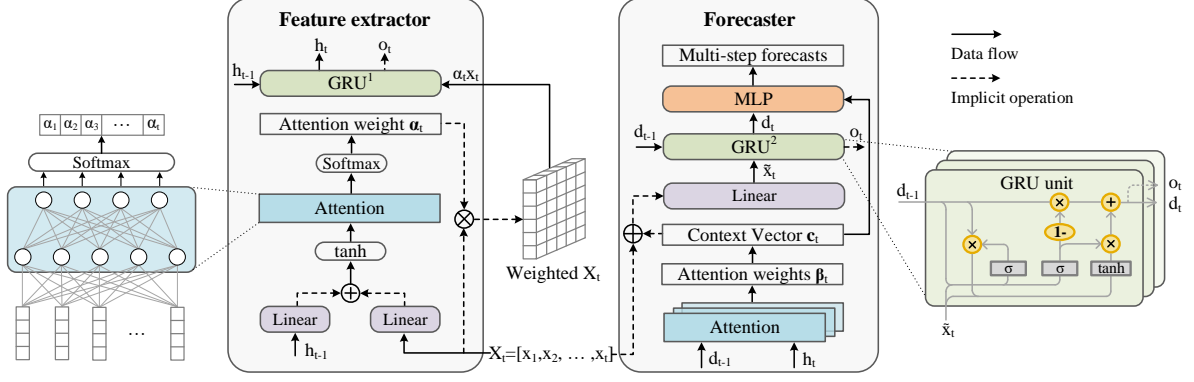 α₁ α₂ α₃ ··· αₜ
Softmax
...
Feature extractor
hₜ oₜ
hₜ₋₁
GRU¹
αₜxₜ
Attention weight αₜ
Softmax
Attention
tanh
Linear
Linear
hₜ₋₁
Weighted Xₜ
Xₜ=[x₁,x₂, … ,xₜ]
Forecaster
Multi-step forecasts
MLP
dₜ
dₜ₋₁
GRU²
oₜ
x̃ₜ
Linear
Context Vector cₜ
Attention weights βₜ
Attention
dₜ₋₁ hₜ
Data flow
Implicit operation
GRU unit
dₜ₋₁
oₜ
dₜ
× +
1-
× ×
σ σ tanh
x̃ₜ